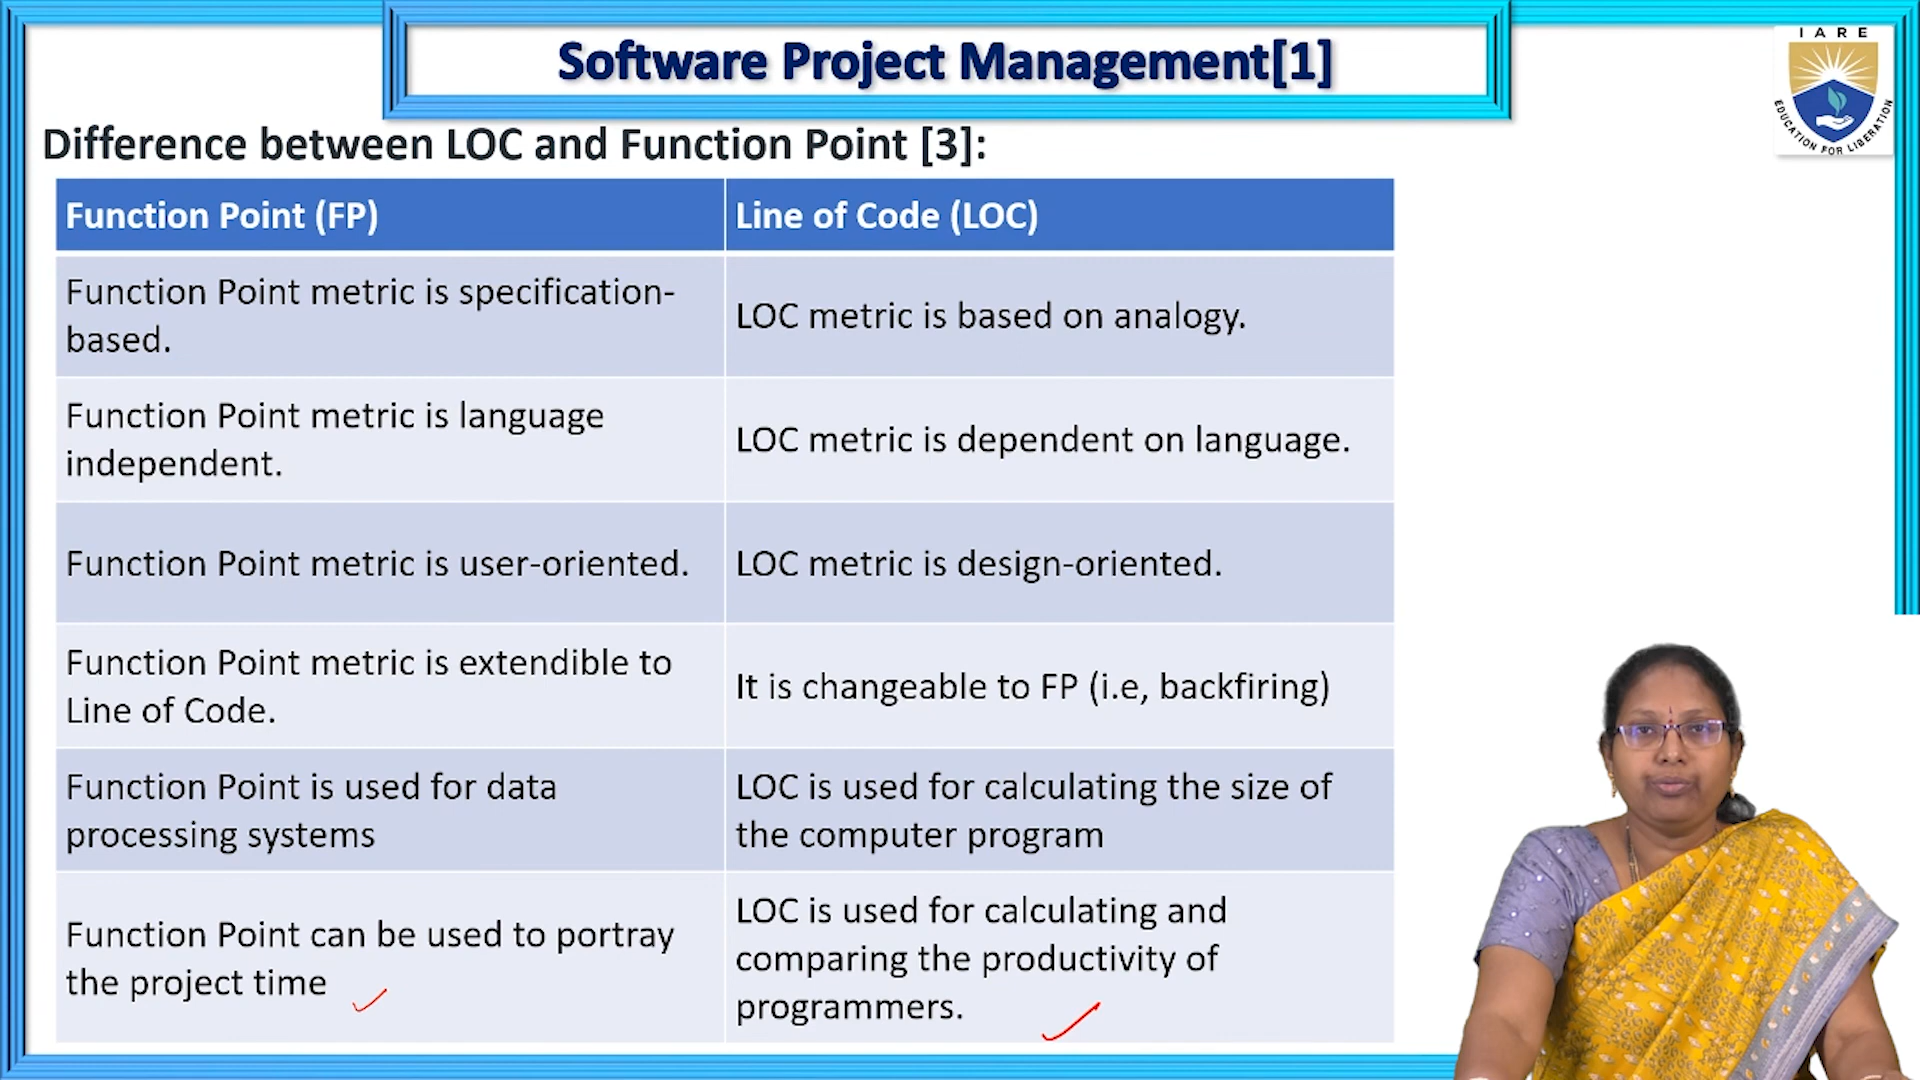 Software Project Management[1]
IARE
EDUCATION FOR LIBERATION
Difference between LOC and Function Point [3]:
Function Point (FP)
Line of Code (LOC)
Function Point metric is specification-
based.
LOC metric is based on analogy.
Function Point metric is language
independent.
LOC metric is dependent on language.
Function Point metric is user-oriented.
LOC metric is design-oriented.
Function Point metric is extendible to
Line of Code.
It is changeable to FP (i.e, backfiring)
Function Point is used for data
processing systems
LOC is used for calculating the size of
the computer program
Function Point can be used to portray
the project time
LOC is used for calculating and
comparing the productivity of
programmers.